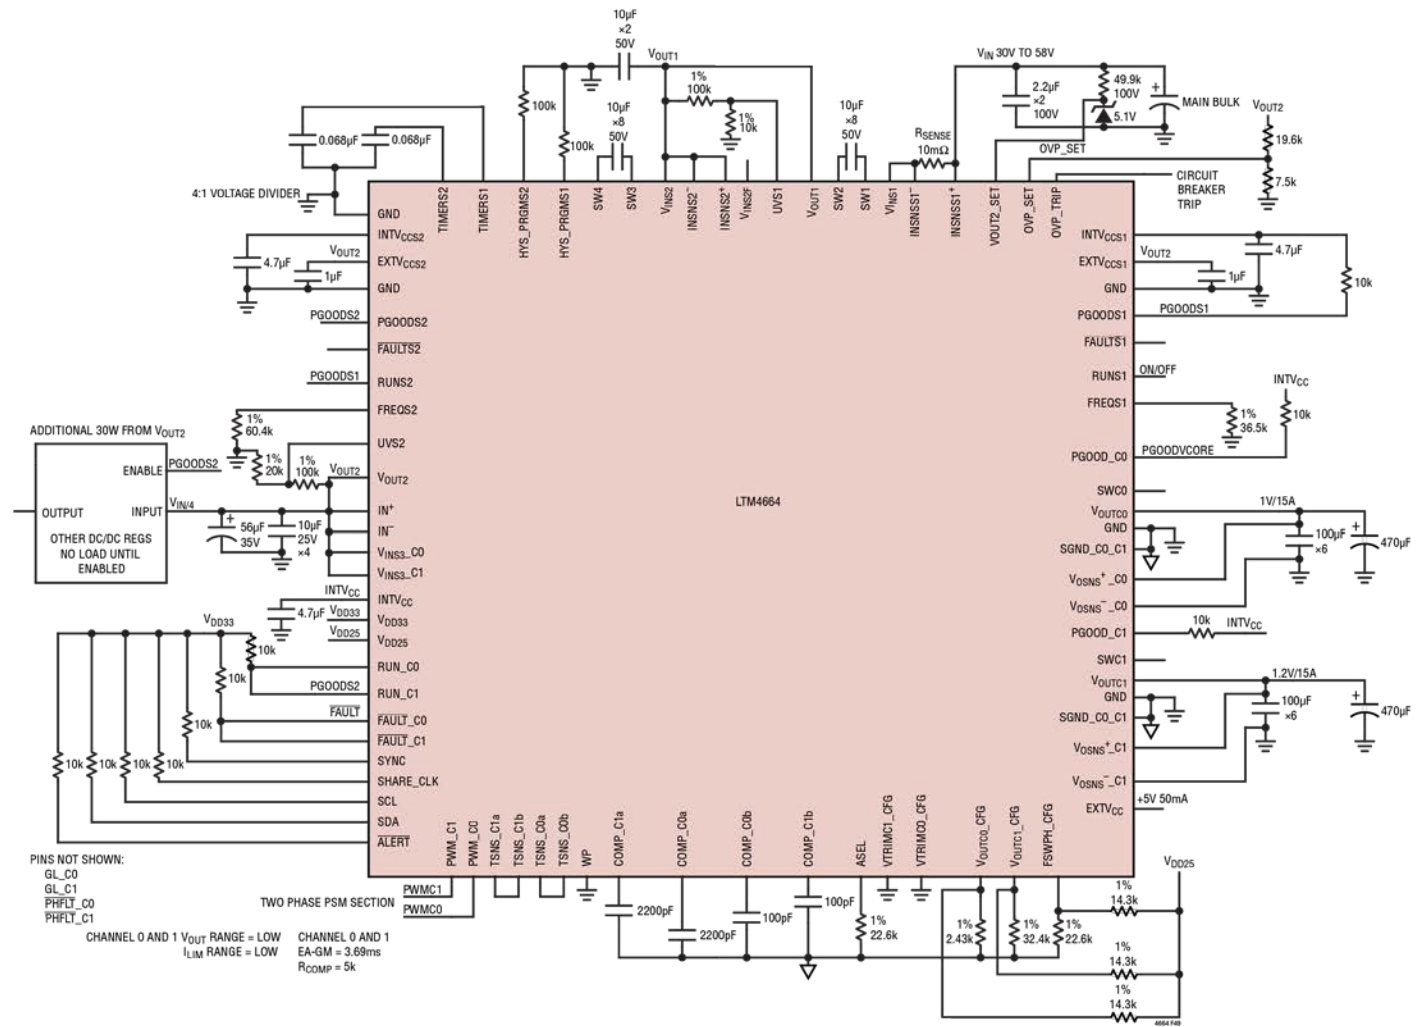 10µF
×2
50V
VOUT1
VIN 30V TO 58V
1%
100k
1%
10k
100k
100k
10µF
×8
50V
10µF
×8
50V
RSENSE
10mΩ
2.2µF
×2
100V
49.9k
100V
5.1V
MAIN BULK
OVP_SET
VOUT2
19.6k
7.5k
CIRCUIT
BREAKER
TRIP
0.068µF
0.068µF
4:1 VOLTAGE DIVIDER
TIMERS2
TIMERS1
HYS_PRGMS2
HYS_PRGMS1
SW4
SW3
VINS2
INSNS2−
INSNS2+
VINS2F
UVS1
VOUT1
SW2
SW1
VINS1
INSNSS1−
INSNSS1+
VOUT2_SET
OVP_SET
OVP_TRIP
GND
INTVCCS2
4.7µF
VOUT2
EXTVCCS2
1µF
GND
PGOODS2
PGOODS2
FAULTS2
PGOODS1
RUNS2
FREQS2
1%
60.4k
UVS2
1%
20k
1%
100k
VOUT2
VOUT2
ADDITIONAL 30W FROM VOUT2
ENABLE
PGOODS2
OUTPUT
INPUT
VIN/4
OTHER DC/DC REGS
NO LOAD UNTIL
ENABLED
56µF
35V
10µF
25V
×4
IN+
IN−
VINS3_C0
VINS3_C1
INTVCC
INTVCC
4.7µF
VDD33
VDD33
VDD25
VDD25
VDD33
10k
RUN_C0
10k
PGOODS2
RUN_C1
FAULT
FAULT_C0
10k
FAULT_C1
SYNC
10k
10k
10k
10k
SHARE_CLK
SCL
SDA
ALERT
LTM4664
INTVCCS1
4.7µF
VOUT2
EXTVCCS1
1µF
10k
GND
PGOODS1
PGOODS1
FAULTS1
RUNS1
ON/OFF
INTVCC
FREQS1
1%
36.5k
10k
PGOOD_C0
PGOODVCORE
SWC0
VOUTC0
1V/15A
GND
SGND_C0_C1
100µF
×6
470µF
VOSNS+_C0
VOSNS−_C0
PGOOD_C1
10k
INTVCC
SWC1
VOUTC1
1.2V/15A
GND
SGND_C0_C1
100µF
×6
470µF
VOSNS+_C1
VOSNS−_C1
EXTVCC
+5V 50mA
PWM_C1
PWM_C0
TSNS_C1a
TSNS_C1b
TSNS_C0a
TSNS_C0b
WP
COMP_C1a
COMP_C0a
COMP_C0b
COMP_C1b
ASEL
VTRIMC1_CFG
VTRIMC0_CFG
VOUTC0_CFG
VOUTC1_CFG
FSWPH_CFG
VDD25
PINS NOT SHOWN:
GL_C0
GL_C1
PHFLT_C0
PHFLT_C1
PWMC1
TWO PHASE PSM SECTION
PWMC0
2200pF
2200pF
100pF
100pF
1%
22.6k
1%
2.43k
1%
32.4k
1%
22.6k
1%
14.3k
1%
14.3k
1%
14.3k
CHANNEL 0 AND 1 VOUT RANGE = LOW
ILIM RANGE = LOW
CHANNEL 0 AND 1
EA-GM = 3.69ms
RCOMP = 5k
4664 F49